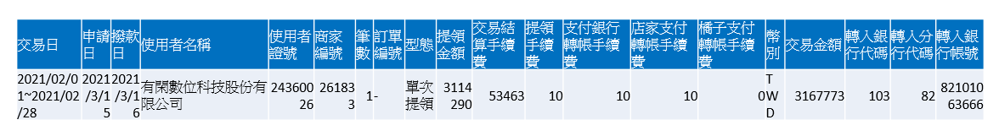 交易日
申請日
撥款日
使用者名稱
使用者證號
商家編號
筆數
訂單編號
型態
提領金額
交易結算手續費
提領手續費
支付銀行轉帳手續費
店家支付轉帳手續費
橘子支付轉帳手續費
幣別
交易金額
轉入銀行代碼
轉入分行代碼
轉入銀行帳號
2021/02/01~2021/02/28
2021/3/15
2021/3/16
有閑數位科技股份有限公司
24360026
261833
1
-
單次提領
3114290
53463
10
10
10
0
TWD
3167773
103
82
82101063666